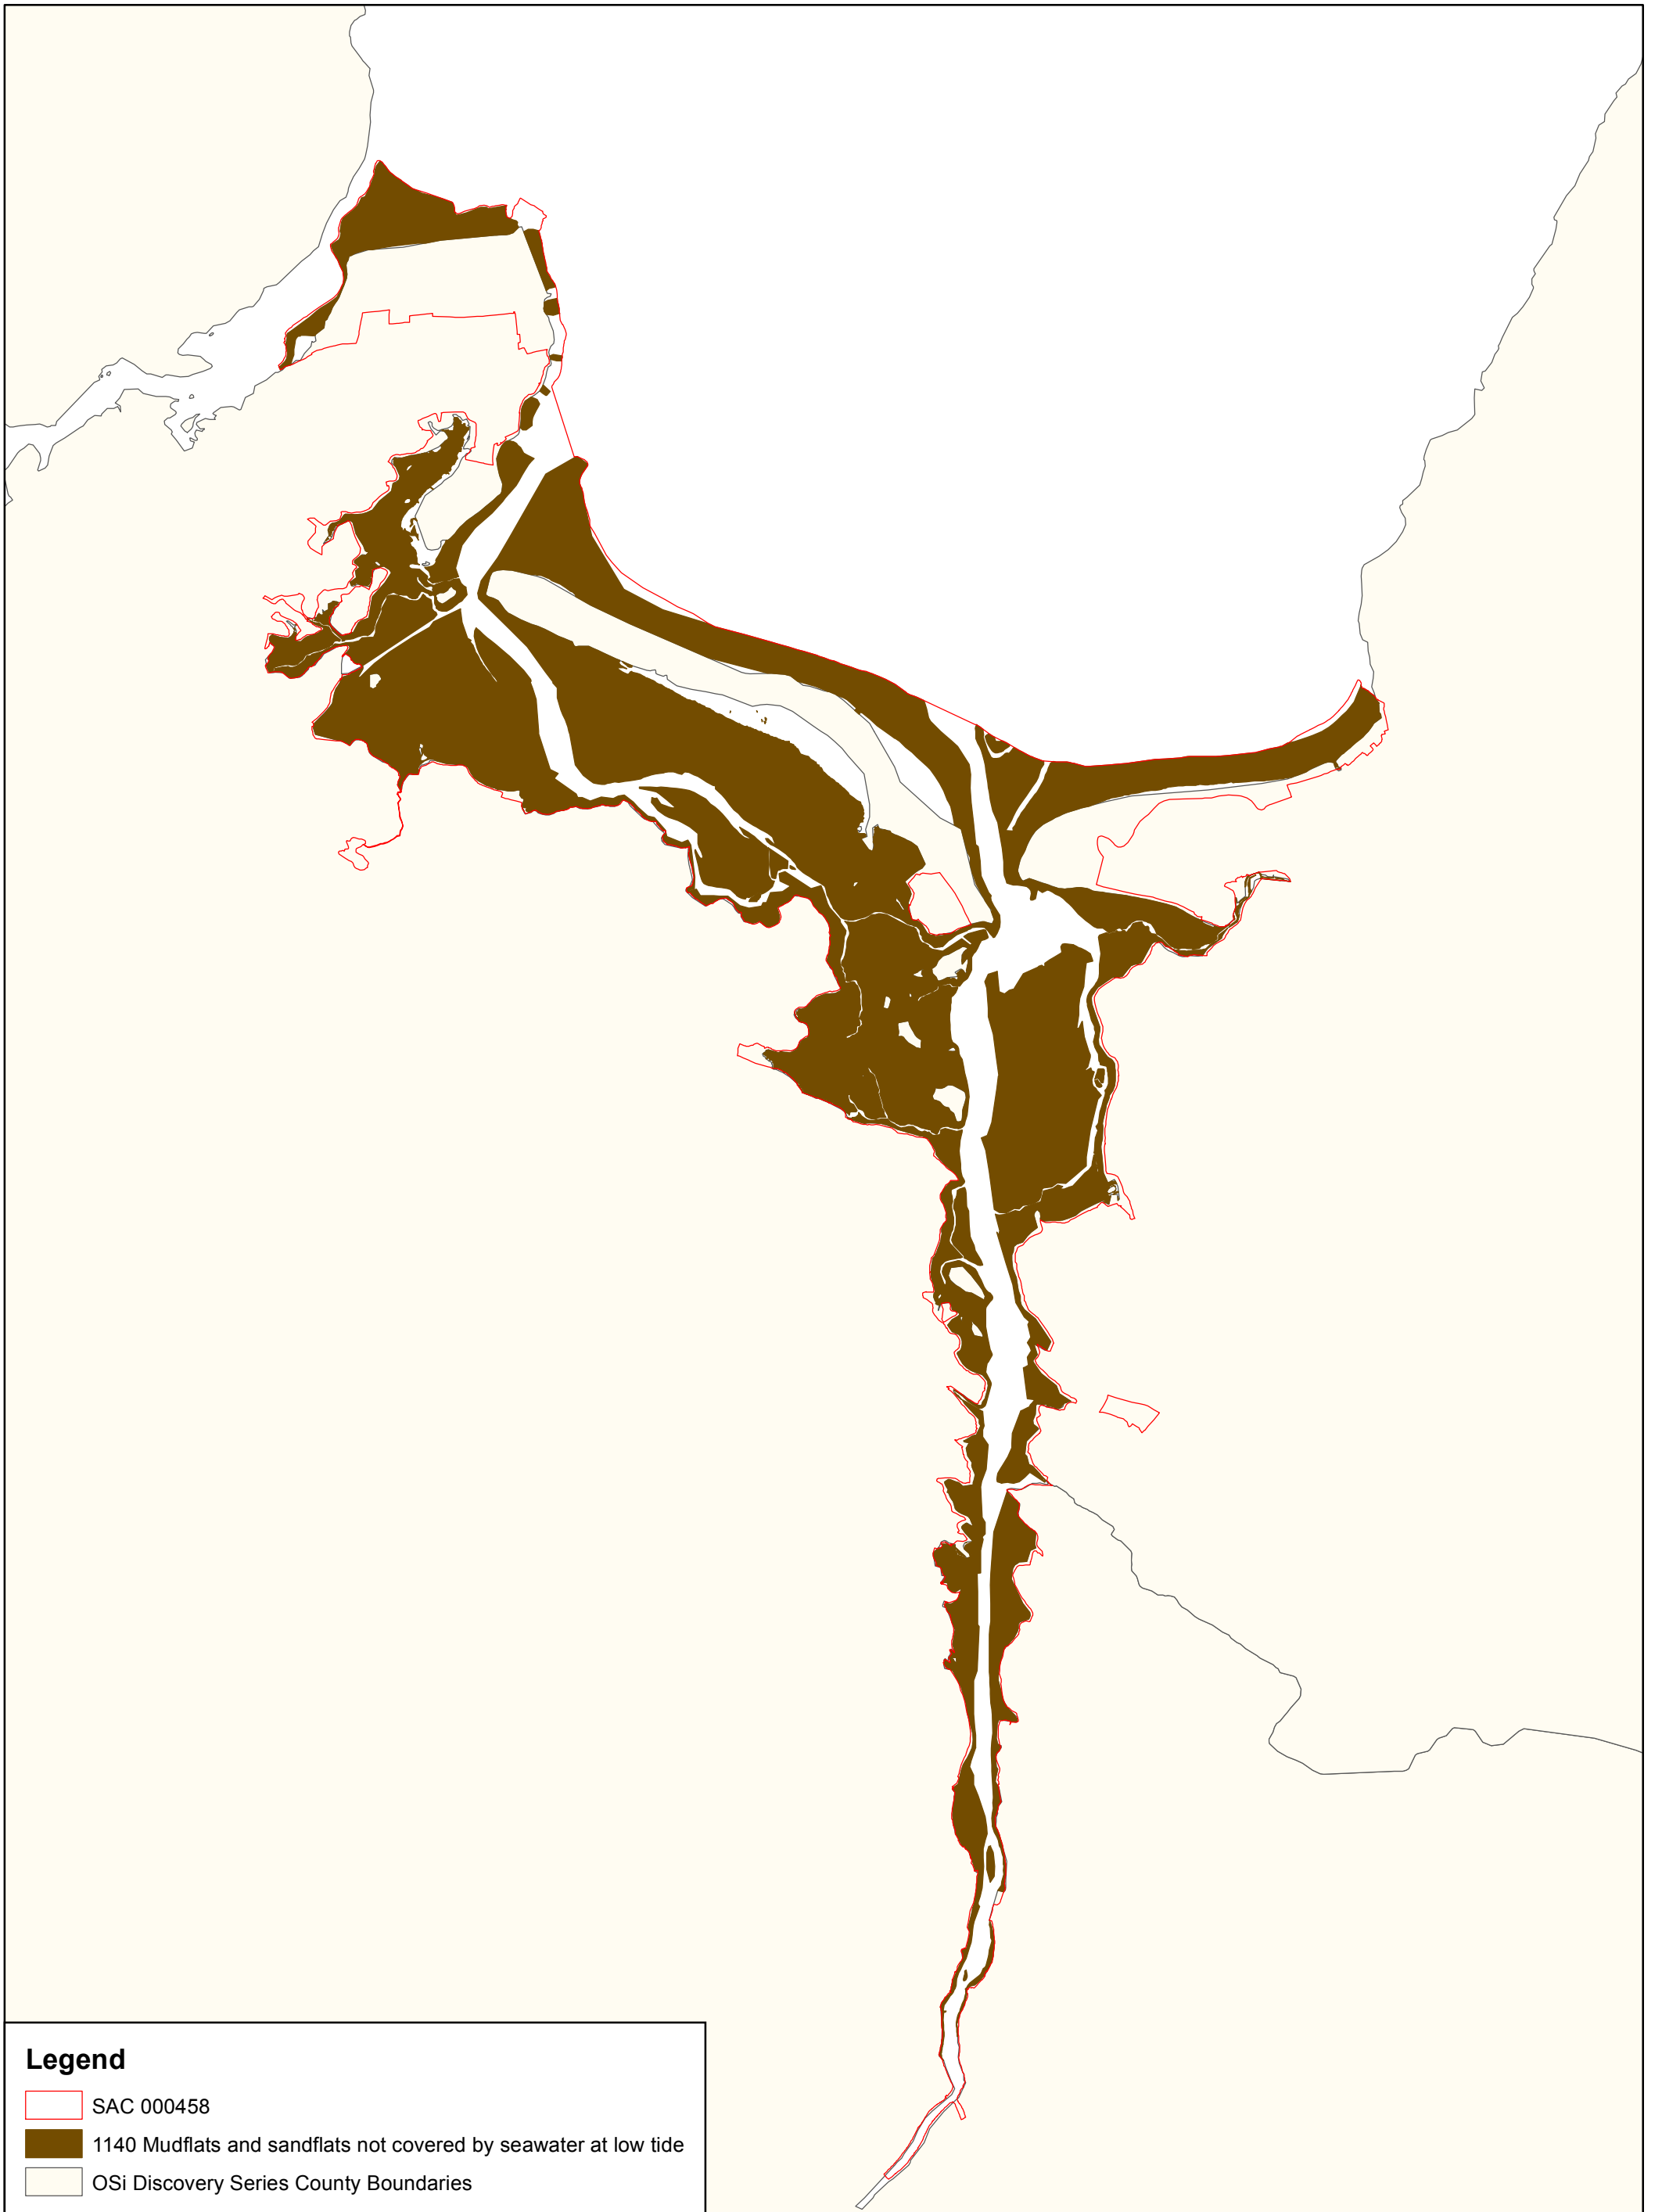 Legend
SAC 000458
1140 Mudflats and sandflats not covered by seawater at low tide
OSi Discovery Series County Boundaries